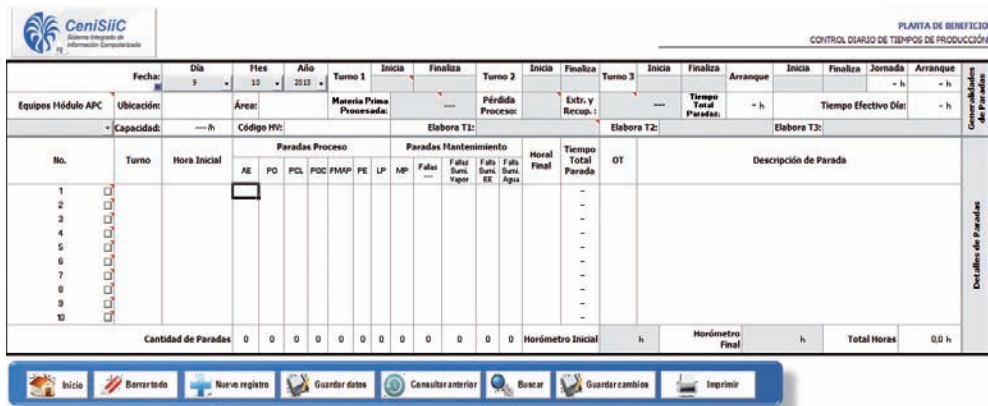 CeniSiiC
Sistema Integrado de
Información Computarizada
PLANTA DE BENEFICIO
CONTROL DIARIO DE TIEMPOS DE PRODUCCIÓN
Fecha: Día Mes Año Turno 1 Inicia Finaliza Turno 2 Inicia Finaliza Turno 3 Inicia Finaliza Arranque Inicia Finaliza Jornada Arranque
9 10 2013 - h - h
Equipos Módulo APC Ubicación: Área: Materia Prima Procesada: --- Pérdida Proceso: Extr. y Recup. : --- Tiempo Total Paradas: - h Tiempo Efectivo Día: - h
Capacidad: --- /h Código HV: Elabora T1: Elabora T2: Elabora T3:
Generalidades de Paradas
No. Turno Hora Inicial Paradas Proceso Paradas Mantenimiento Horal Final Tiempo Total Parada OT Descripción de Parada
AE PO PCL POC FMAP PE LP MP Fallas --- Fallas Sumi. Vapor Falla Sumi. EE Falla Sumi. Agua
1 -
2 -
3 -
4 -
5 -
6 -
7 -
8 -
9 -
10 -
Detalles de Paradas
Cantidad de Paradas 0 0 0 0 0 0 0 0 0 0 0 0 Horómetro Inicial h Horómetro Final h Total Horas 0,0 h
Inicio Borrar todo Nuevo registro Guardar datos Consultar anterior Buscar Guardar cambios Imprimir